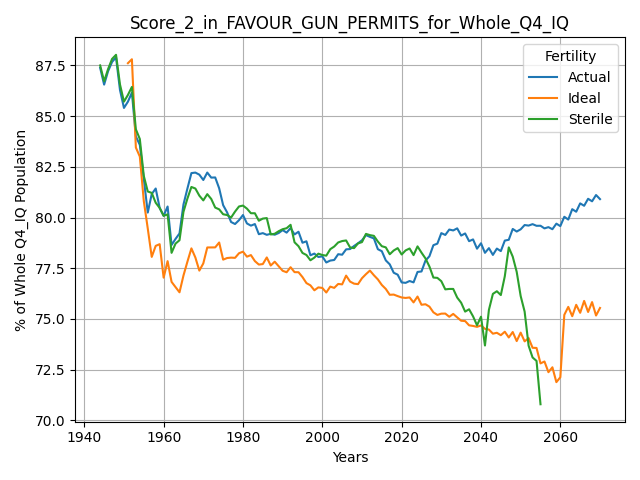 Score_2_in_FAVOUR_GUN_PERMITS_for_Whole_Q4_IQ
% of Whole Q4_IQ Population
87.5
85.0
82.5
80.0
77.5
75.0
72.5
70.0
Fertility
Actual
Ideal
Sterile
1940
1960
1980
2000
2020
2040
2060
Years